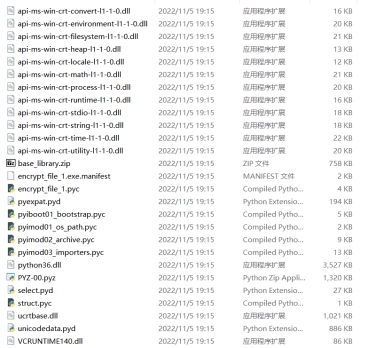 api-ms-win-crt-convert-l1-1-0.dll 2022/11/5 19:15 应用程序扩展 16 KB
api-ms-win-crt-environment-l1-1-0.dll 2022/11/5 19:15 应用程序扩展 20 KB
api-ms-win-crt-filesystem-l1-1-0.dll 2022/11/5 19:15 应用程序扩展 21 KB
api-ms-win-crt-heap-l1-1-0.dll 2022/11/5 19:15 应用程序扩展 13 KB
api-ms-win-crt-locale-l1-1-0.dll 2022/11/5 19:15 应用程序扩展 12 KB
api-ms-win-crt-math-l1-1-0.dll 2022/11/5 19:15 应用程序扩展 21 KB
api-ms-win-crt-process-l1-1-0.dll 2022/11/5 19:15 应用程序扩展 20 KB
api-ms-win-crt-runtime-l1-1-0.dll 2022/11/5 19:15 应用程序扩展 16 KB
api-ms-win-crt-stdio-l1-1-0.dll 2022/11/5 19:15 应用程序扩展 18 KB
api-ms-win-crt-string-l1-1-0.dll 2022/11/5 19:15 应用程序扩展 18 KB
api-ms-win-crt-time-l1-1-0.dll 2022/11/5 19:15 应用程序扩展 22 KB
api-ms-win-crt-utility-l1-1-0.dll 2022/11/5 19:15 应用程序扩展 20 KB
base_library.zip 2022/11/5 19:15 ZIP 文件 758 KB
encrypt_file_1.exe.manifest 2022/11/5 19:15 MANIFEST 文件 2 KB
encrypt_file_1.pyc 2022/11/5 19:15 Compiled Pytho... 4 KB
pyexpat.pyd 2022/11/5 19:15 Python Extensio... 194 KB
pyiboot01_bootstrap.pyc 2022/11/5 19:15 Compiled Pytho... 5 KB
pyimod01_os_path.pyc 2022/11/5 19:15 Compiled Pytho... 2 KB
pyimod02_archive.pyc 2022/11/5 19:15 Compiled Pytho... 9 KB
pyimod03_importers.pyc 2022/11/5 19:15 Compiled Pytho... 13 KB
python36.dll 2022/11/5 19:15 应用程序扩展 3,527 KB
PYZ-00.pyz 2022/11/5 19:15 Python Zip Appli... 1,320 KB
select.pyd 2022/11/5 19:15 Python Extensio... 27 KB
struct.pyc 2022/11/5 19:15 Compiled Pytho... 1 KB
ucrtbase.dll 2022/11/5 19:15 应用程序扩展 1,021 KB
unicodedata.pyd 2022/11/5 19:15 Python Extensio... 886 KB
VCRUNTIME140.dll 2022/11/5 19:15 应用程序扩展 86 KB